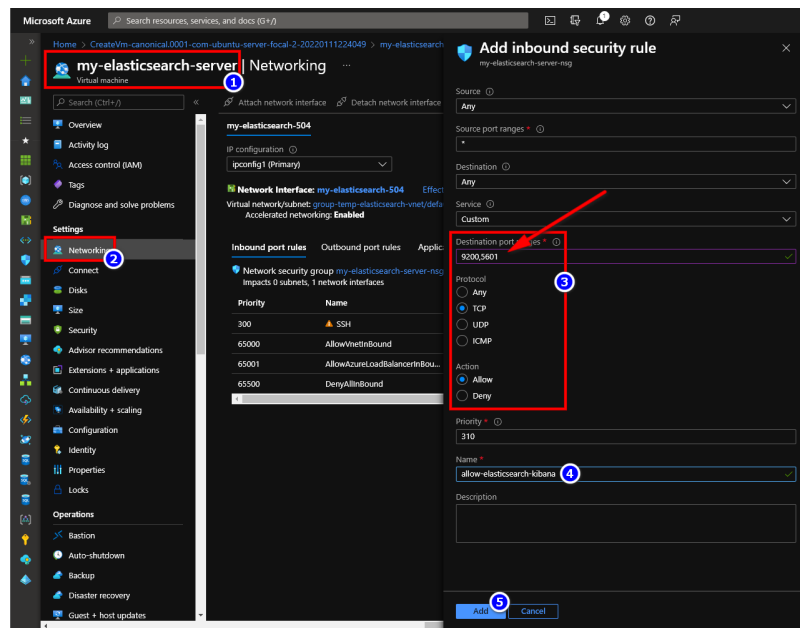 Microsoft Azure
Search resources, services, and docs (G+/)
1
Home > CreateVm-canonical.0001-com-ubuntu-server-focal-2-20220111224049 > my-elasticsearch
my-elasticsearch-server | Networking ...
Virtual machine
1
Search (Ctrl+/)
«
Attach network interface
Detach network interface
Overview
Activity log
Access control (IAM)
Tags
Diagnose and solve problems
Settings
Networking
2
Connect
Disks
Size
Security
Advisor recommendations
Extensions + applications
Continuous delivery
Availability + scaling
Configuration
Identity
Properties
Locks
Operations
Bastion
Auto-shutdown
Backup
Disaster recovery
Guest + host updates
my-elasticsearch-504
IP configuration
ipconfig1 (Primary)
Network Interface: my-elasticsearch-504 Effect
Virtual network/subnet: group-temp-elasticsearch-vnet/defa
Accelerated networking: Enabled
Inbound port rules Outbound port rules Applic
Network security group my-elasticsearch-server-nsg
Impacts 0 subnets, 1 network interfaces
Priority Name
300 SSH
65000 AllowVnetInBound
65001 AllowAzureLoadBalancerInBou...
65500 DenyAllInBound
Add inbound security rule
my-elasticsearch-server-nsg
Source
Any
Source port ranges *
*
Destination
Any
Service
Custom
Destination port ranges *
9200,5601
3
Protocol
Any
TCP
UDP
ICMP
Action
Allow
Deny
Priority *
310
Name *
allow-elasticsearch-kibana
4
Description
5
Add
Cancel